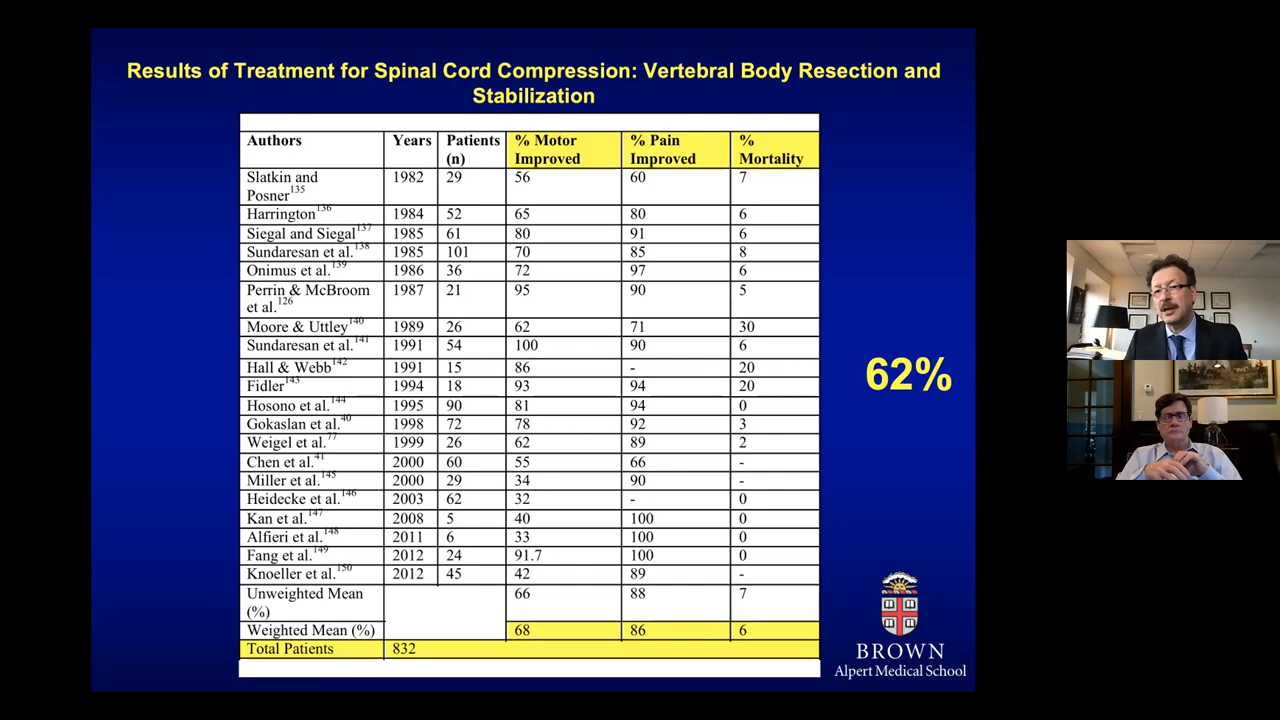 Results of Treatment for Spinal Cord Compression: Vertebral Body Resection and
Stabilization
Authors Years Patients (n) % Motor Improved % Pain Improved % Mortality
Slatkin and Posner135 1982 29 56 60 7
Harrington136 1984 52 65 80 6
Siegal and Siegal137 1985 61 80 91 6
Sundaresan et al.138 1985 101 70 85 8
Onimus et al.139 1986 36 72 97 6
Perrin & McBroom et al.126 1987 21 95 90 5
Moore & Uttley140 1989 26 62 71 30
Sundaresan et al.141 1991 54 100 90 6
Hall & Webb142 1991 15 86 - 20
Fidler143 1994 18 93 94 20
Hosono et al.144 1995 90 81 94 0
Gokaslan et al.40 1998 72 78 92 3
Weigel et al.77 1999 26 62 89 2
Chen et al.41 2000 60 55 66 -
Miller et al.145 2000 29 34 90 -
Heidecke et al.146 2003 62 32 - 0
Kan et al.147 2008 5 40 100 0
Alfieri et al.148 2011 6 33 100 0
Fang et al.149 2012 24 91.7 100 0
Knoeller et al.150 2012 45 42 89 -
Unweighted Mean (%) 66 88 7
Weighted Mean (%) 68 86 6
Total Patients 832
62%
BROWN
Alpert Medical School